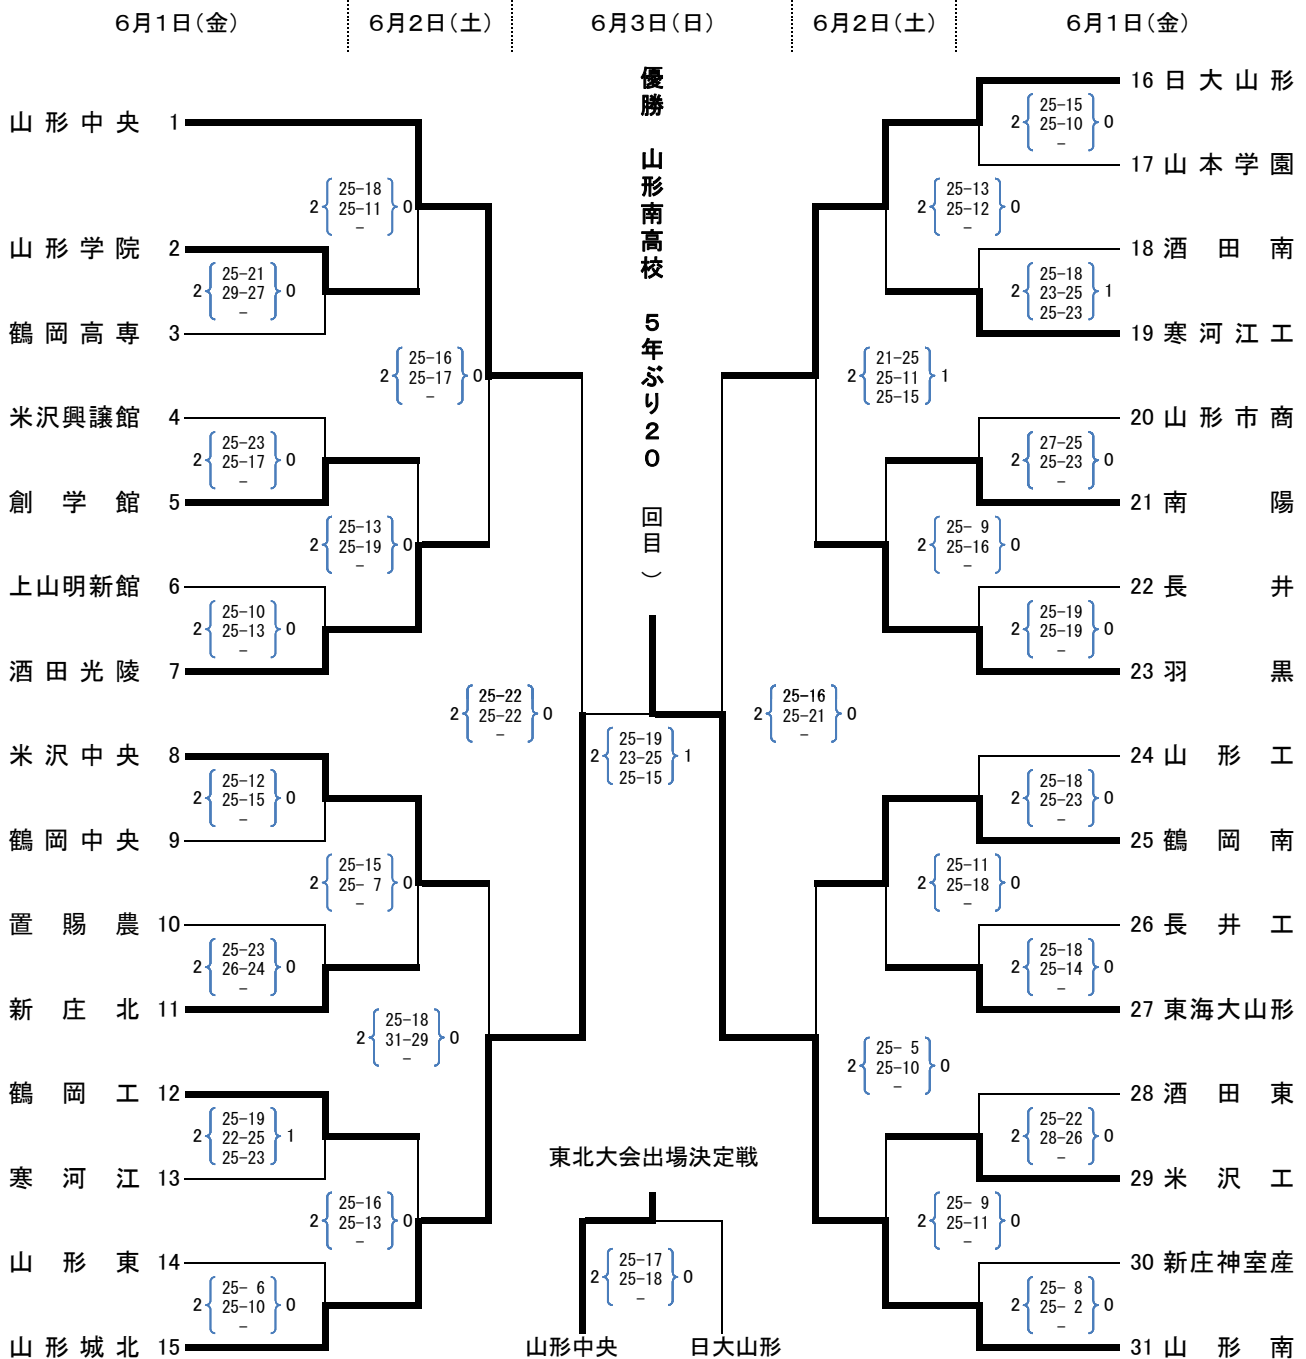 6月1日(金)
6月2日(土)
6月3日(日)
6月2日(土)
6月1日(金)
優勝 山形南高校 5年ぶり20 回目 )
山形中央 1
25-18
2 25-11 0
-
山形学院 2
25-21
2 29-27 0
-
鶴岡高専 3
25-16
2 25-17 0
-
米沢興譲館 4
25-23
2 25-17 0
-
創学館 5
25-13
2 25-19 0
-
上山明新館 6
25-10
2 25-13 0
-
酒田光陵 7
25-22
2 25-22 0
-
米沢中央 8
25-12
2 25-15 0
-
鶴岡中央 9
25-15
2 25- 7 0
-
置賜農 10
25-23
2 26-24 0
-
新庄北 11
25-18
2 31-29 0
-
鶴岡工 12
25-19
2 22-25 1
25-23
寒河江 13
25-16
2 25-13 0
-
山形東 14
25- 6
2 25-10 0
-
山形城北 15
25-19
2 23-25 1
25-15
東北大会出場決定戦
25-17
2 25-18 0
-
山形中央 日大山形
16 日大山形
25-15
2 25-10 0
-
17 山本学園
25-13
2 25-12 0
-
18 酒田南
25-18
2 23-25 1
25-23
19 寒河江工
21-25
2 25-11 1
25-15
20 山形市商
27-25
2 25-23 0
-
21 南陽
25- 9
2 25-16 0
-
22 長井
25-19
2 25-19 0
-
23 羽黒
25-16
2 25-21 0
-
24 山形工
25-18
2 25-23 0
-
25 鶴岡南
25-11
2 25-18 0
-
26 長井工
25-18
2 25-14 0
-
27 東海大山形
25- 5
2 25-10 0
-
28 酒田東
25-22
2 28-26 0
-
29 米沢工
25- 9
2 25-11 0
-
30 新庄神室産
25- 8
2 25- 2 0
-
31 山形南